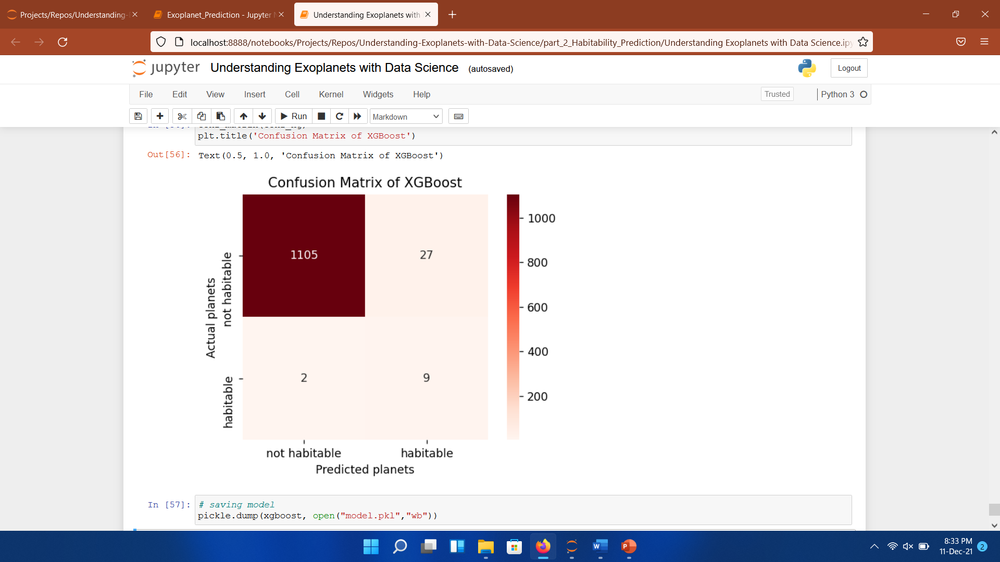 Projects/Repos/Understanding-
Exoplanet_Prediction - Jupyter
Understanding Exoplanets with
localhost:8888/notebooks/Projects/Repos/Understanding-Exoplanets-with-Data-Science/part_2_Habitability_Prediction/Understanding Exoplanets with Data Science.ipy
jupyter Understanding Exoplanets with Data Science (autosaved)
Logout
File Edit View Insert Cell Kernel Widgets Help
Trusted
Python 3
Run
Markdown
plt.title('Confusion Matrix of XGBoost')
Out[56]: Text(0.5, 1.0, 'Confusion Matrix of XGBoost')
Confusion Matrix of XGBoost
1105
27
2
9
Actual planets
not habitable
habitable
not habitable
habitable
Predicted planets
1000
800
600
400
200
In [57]: # saving model
pickle.dump(xgboost, open("model.pkl","wb"))
W
P
8:33 PM
11-Dec-21
2